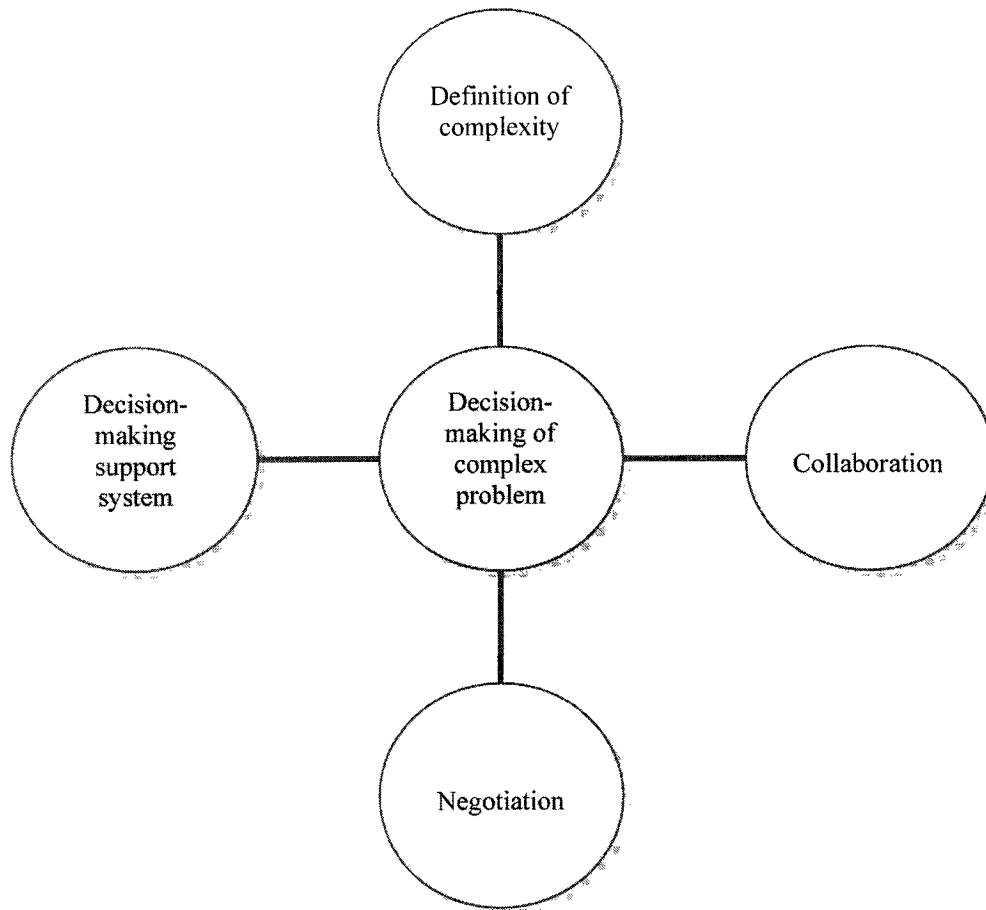 Definition of
complexity
Decision-
making
support
system
Decision-
making of
complex
problem
Collaboration
Negotiation